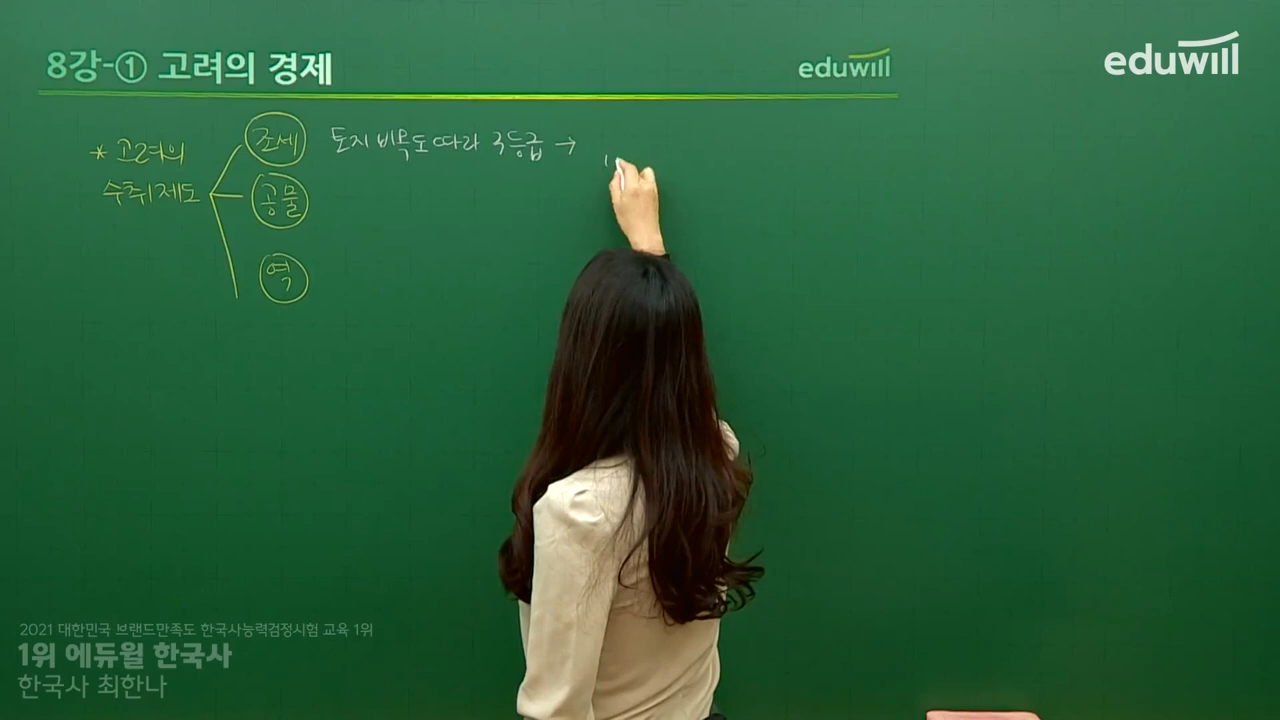 8강-① 고려의 경제
eduwill
eduwill
* 고려의
수취제도
조세
토지 비옥도 따라 3등급 →
공물
역
2021 대한민국 브랜드만족도 한국사능력검정시험 교육 1위
1위 에듀윌 한국사
한국사 최한나